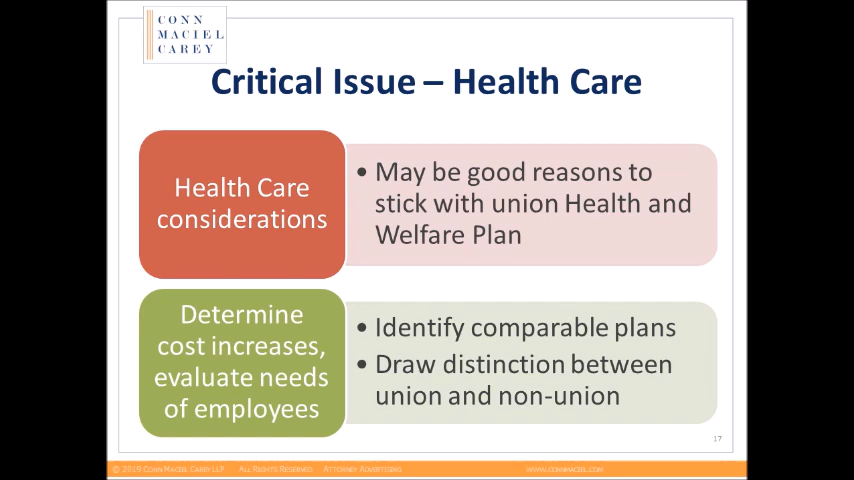 CONN
MACIEL
CAREY
Critical Issue – Health Care
Health Care
considerations
• May be good reasons to
stick with union Health and
Welfare Plan
Determine
cost increases,
evaluate needs
of employees
• Identify comparable plans
• Draw distinction between
union and non-union
17
© 2019 CONN MACIEL CAREY LLP ALL RIGHTS RESERVED ATTORNEY ADVERTISING WWW.CONNMACIEL.COM